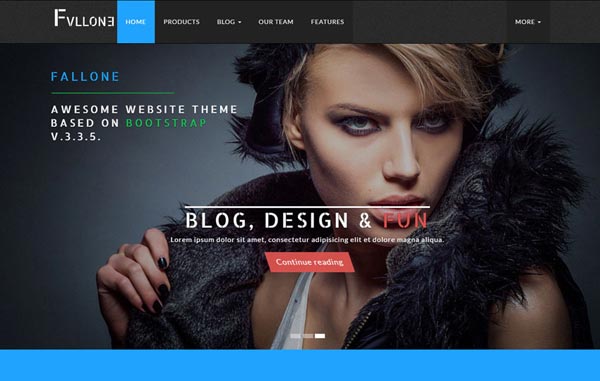 FVLLONE
HOME
PRODUCTS
BLOG
OUR TEAM
FEATURES
MORE
FALLONE
AWESOME WEBSITE THEME
BASED ON BOOTSTRAP
V.3.3.5.
BLOG, DESIGN & FUN
Lorem ipsum dolor sit amet, consectetur adipisicing elit et dolore magna aliqua.
Continue reading